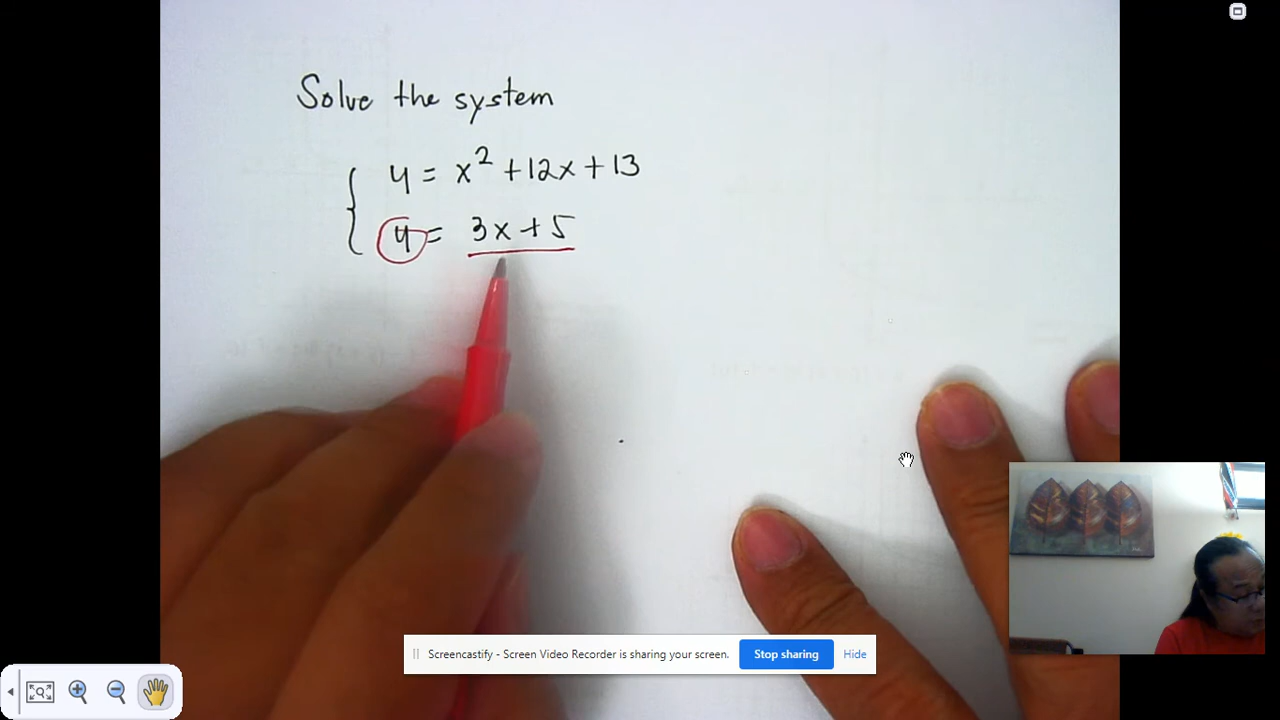 Solve the system
y = x² + 12x + 13
y = 3x + 5
Screencastify - Screen Video Recorder is sharing your screen. Stop sharing Hide